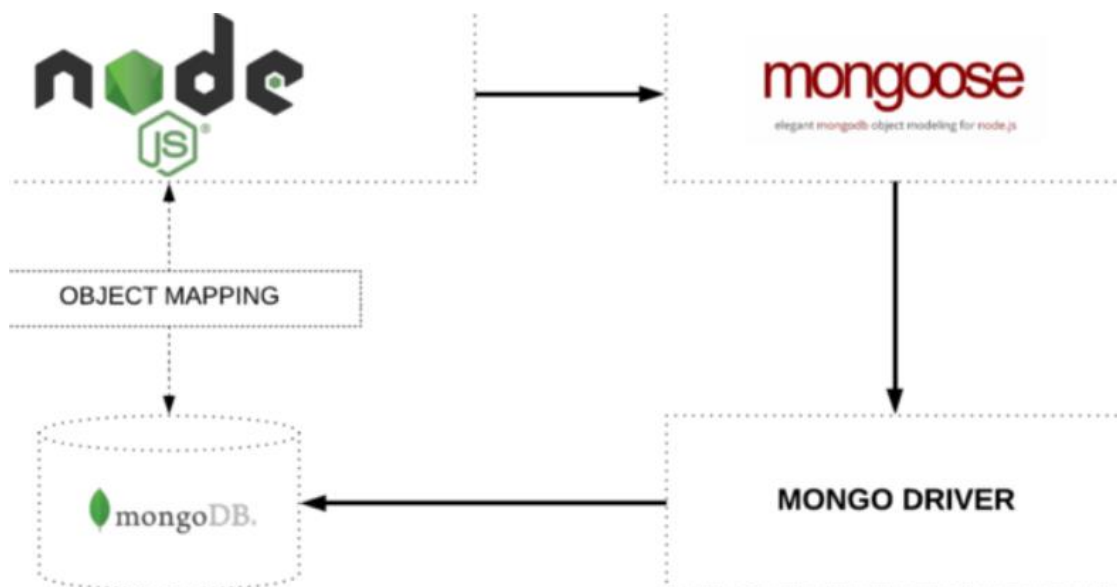 node
JS®
mongoose
elegant mongodb object modeling for node.js
OBJECT MAPPING
mongoDB.
MONGO DRIVER